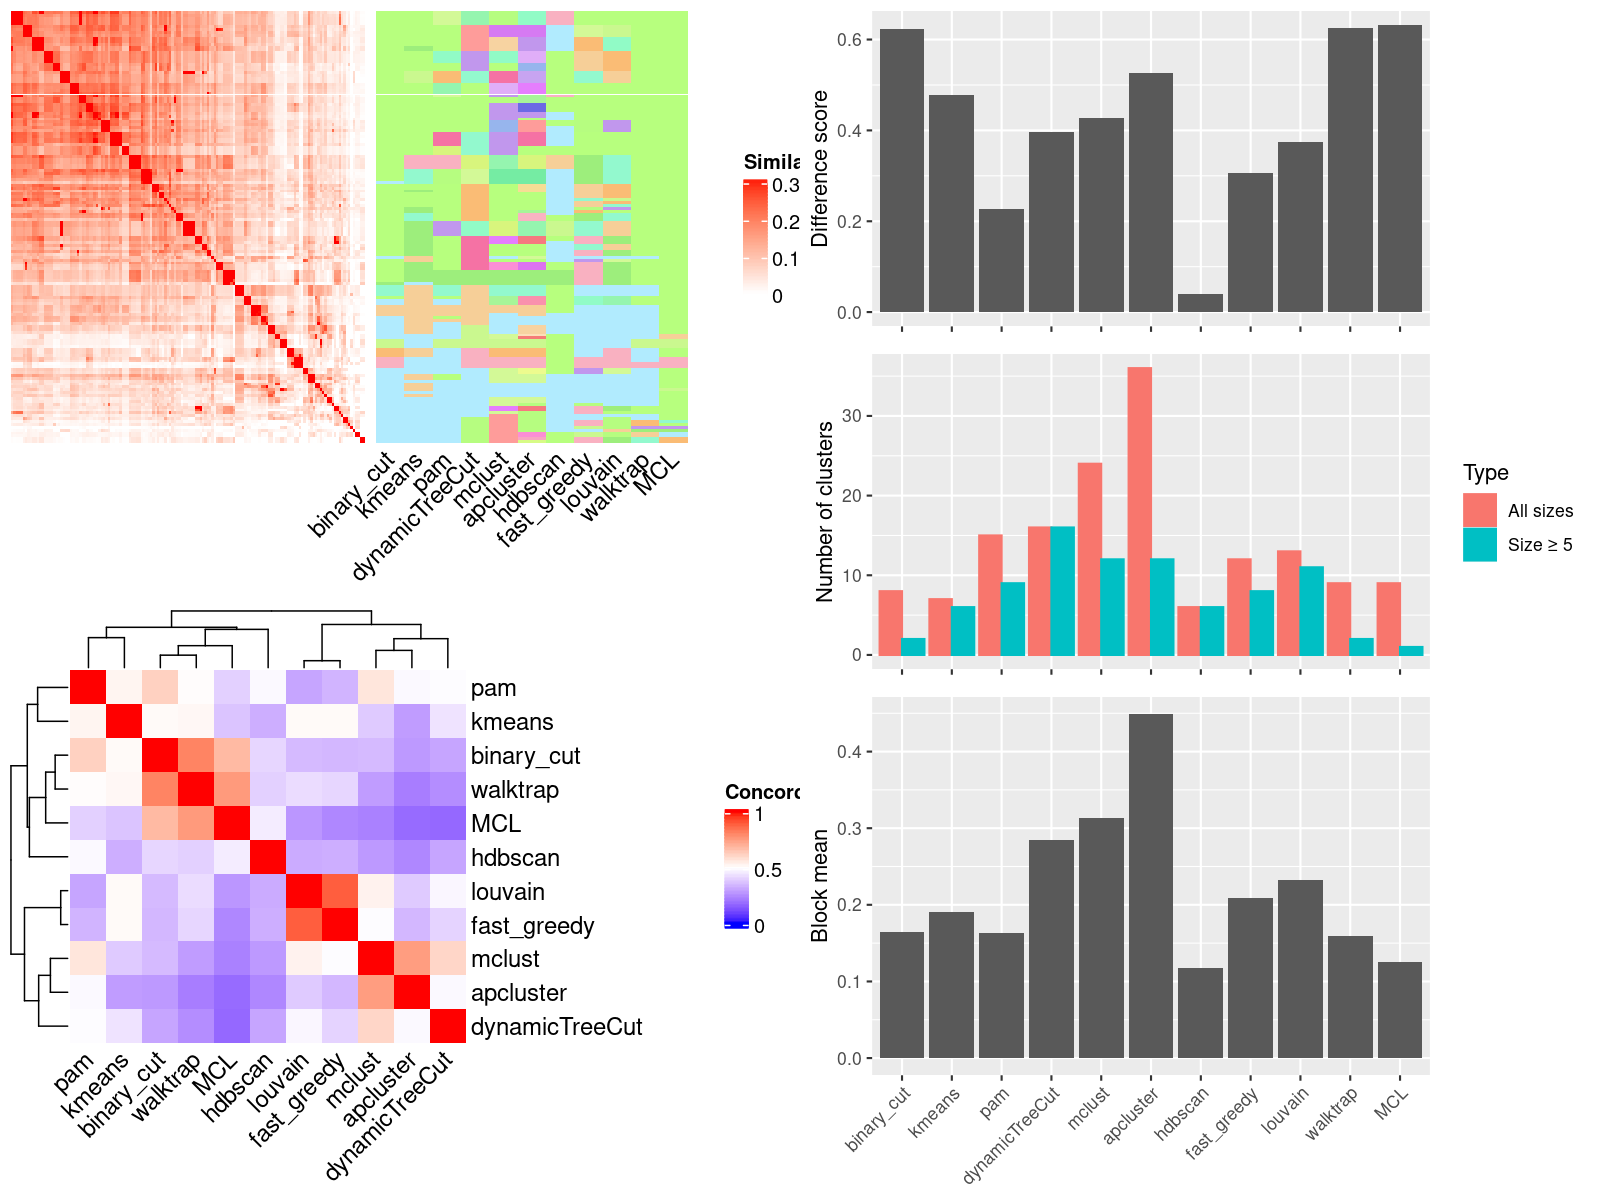 Simila
0.3
0.2
0.1
0
binary_cut
kmeans
pam
dynamicTreeCut
mclust
apcluster
hdbscan
fast_greedy
louvain
walktrap
MCL
pam
kmeans
binary_cut
walktrap
MCL
hdbscan
louvain
fast_greedy
mclust
apcluster
dynamicTreeCut
pam
kmeans
binary_cut
walktrap
MCL
hdbscan
louvain
fast_greedy
mclust
apcluster
dynamicTreeCut
Concord
1
0.5
0
Difference score
0.6
0.4
0.2
0.0
Number of clusters
30
20
10
0
Type
All sizes
Size ≥ 5
Block mean
0.4
0.3
0.2
0.1
0.0
binary_cut
kmeans
pam
dynamicTreeCut
mclust
apcluster
hdbscan
fast_greedy
louvain
walktrap
MCL